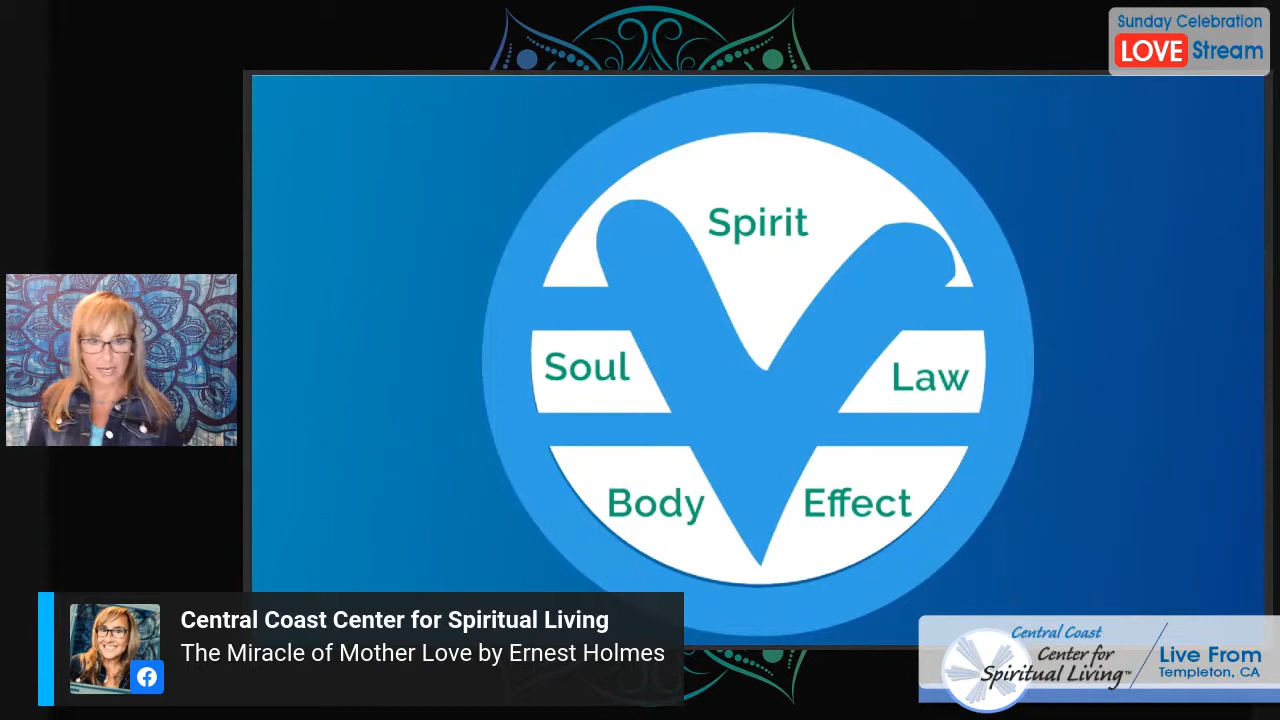 Sunday Celebration
LOVE Stream
Spirit
Soul
Law
Body
Effect
Central Coast Center for Spiritual Living
The Miracle of Mother Love by Ernest Holmes
Central Coast
Center for
Spiritual Living™
Live From
Templeton, CA